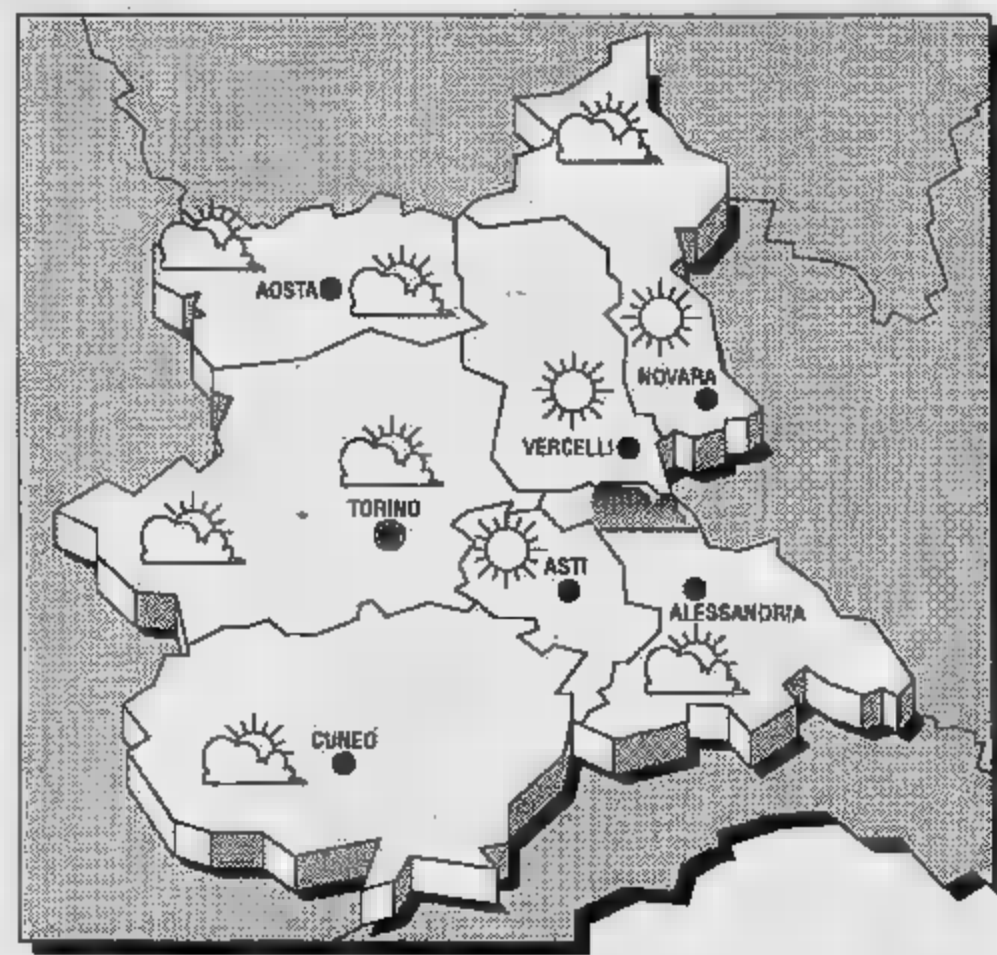 AOSTA
NOVARA
VERCELLI
TORINO
ASTI
ALESSANDRIA
CUNEO